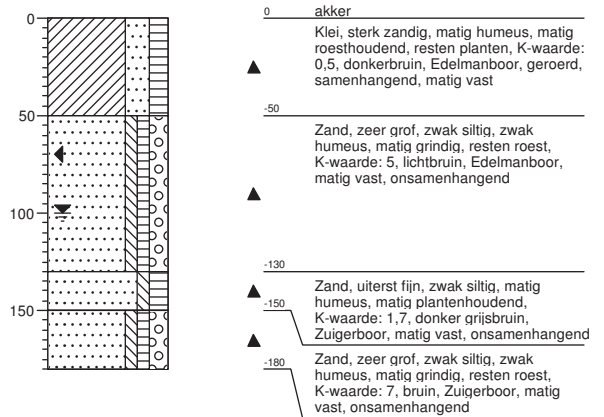 0
50
100
150
0 akker
Klei, sterk zandig, matig humeus, matig
roesthoudend, resten planten, K-waarde:
0,5, donkerbruin, Edelmanboor, geroerd,
samenhangend, matig vast
-50
Zand, zeer grof, zwak siltig, zwak
humeus, matig grindig, resten roest,
K-waarde: 5, lichtbruin, Edelmanboor,
matig vast, onsamenhangend
-130
Zand, uiterst fijn, zwak siltig, matig
humeus, matig plantenhoudend,
-150
K-waarde: 1,7, donker grijsbruin,
Zuigerboor, matig vast, onsamenhangend
Zand, zeer grof, zwak siltig, zwak
-180
humeus, matig grindig, resten roest,
K-waarde: 7, bruin, Zuigerboor, matig
vast, onsamenhangend